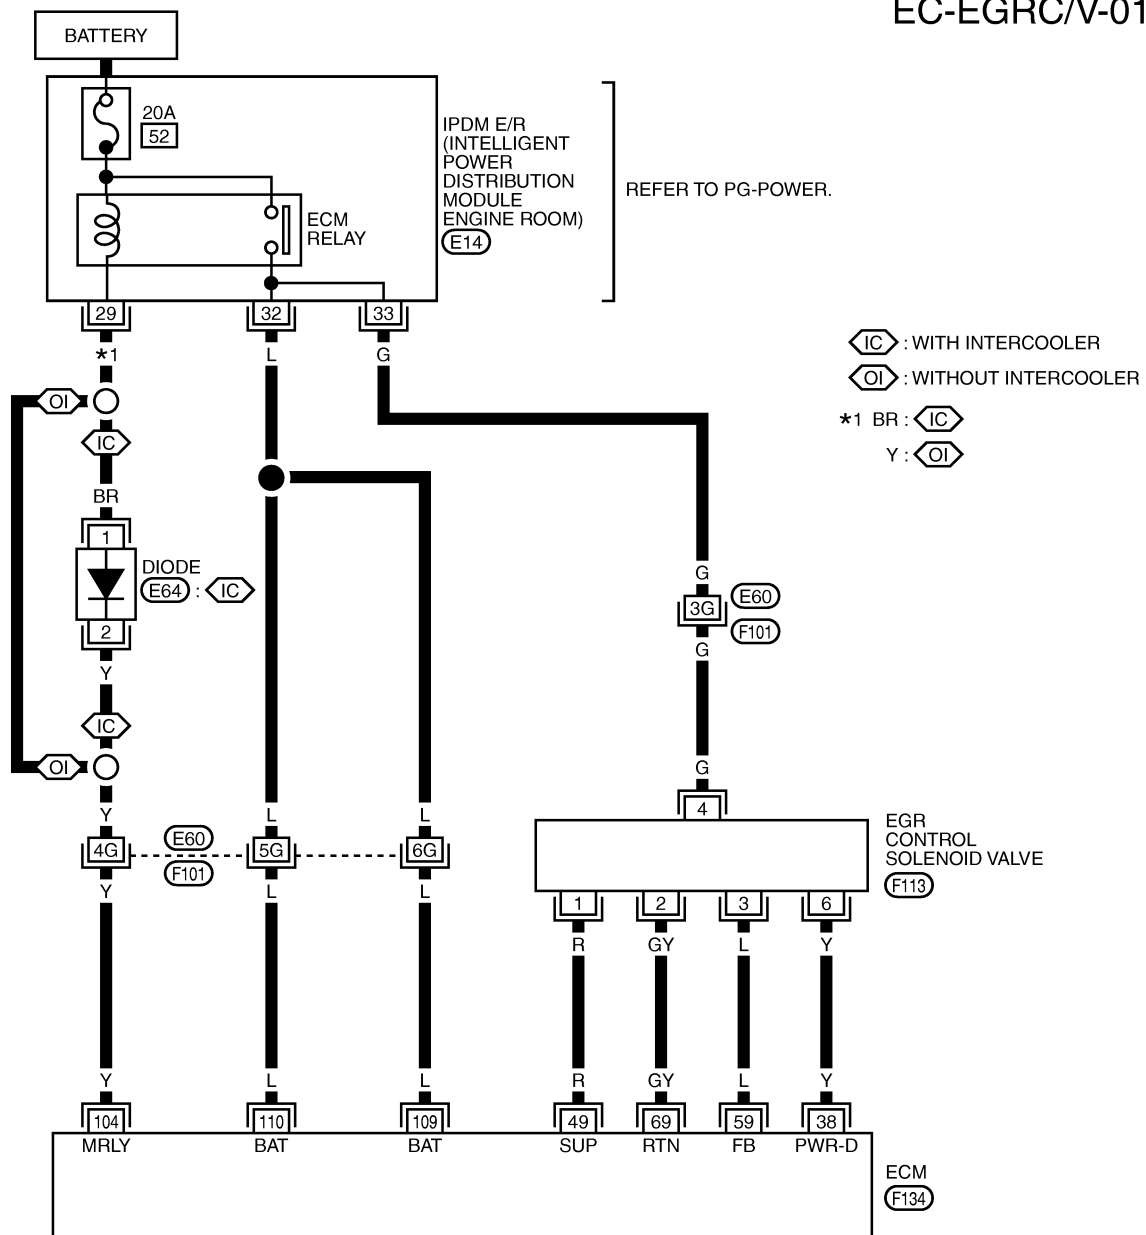 EC-EGRC/V-01
BATTERY
20A
52
IPDM E/R
(INTELLIGENT
POWER
DISTRIBUTION
MODULE
ENGINE ROOM)
E14
REFER TO PG-POWER.
ECM
RELAY
29
32
33
*1
L
G
IC : WITH INTERCOOLER
OI : WITHOUT INTERCOOLER
*1 BR : IC
Y : OI
OI
IC
BR
1
DIODE
E64 : IC
2
Y
G
3G
E60
F101
G
IC
OI
G
4
Y
L
L
4G
E60
F101
5G
6G
Y
L
L
EGR
CONTROL
SOLENOID VALVE
F113
1
2
3
6
R
GY
L
Y
Y
L
L
R
GY
L
Y
104
110
109
49
69
59
38
MRLY
BAT
BAT
SUP
RTN
FB
PWR-D
ECM
F134